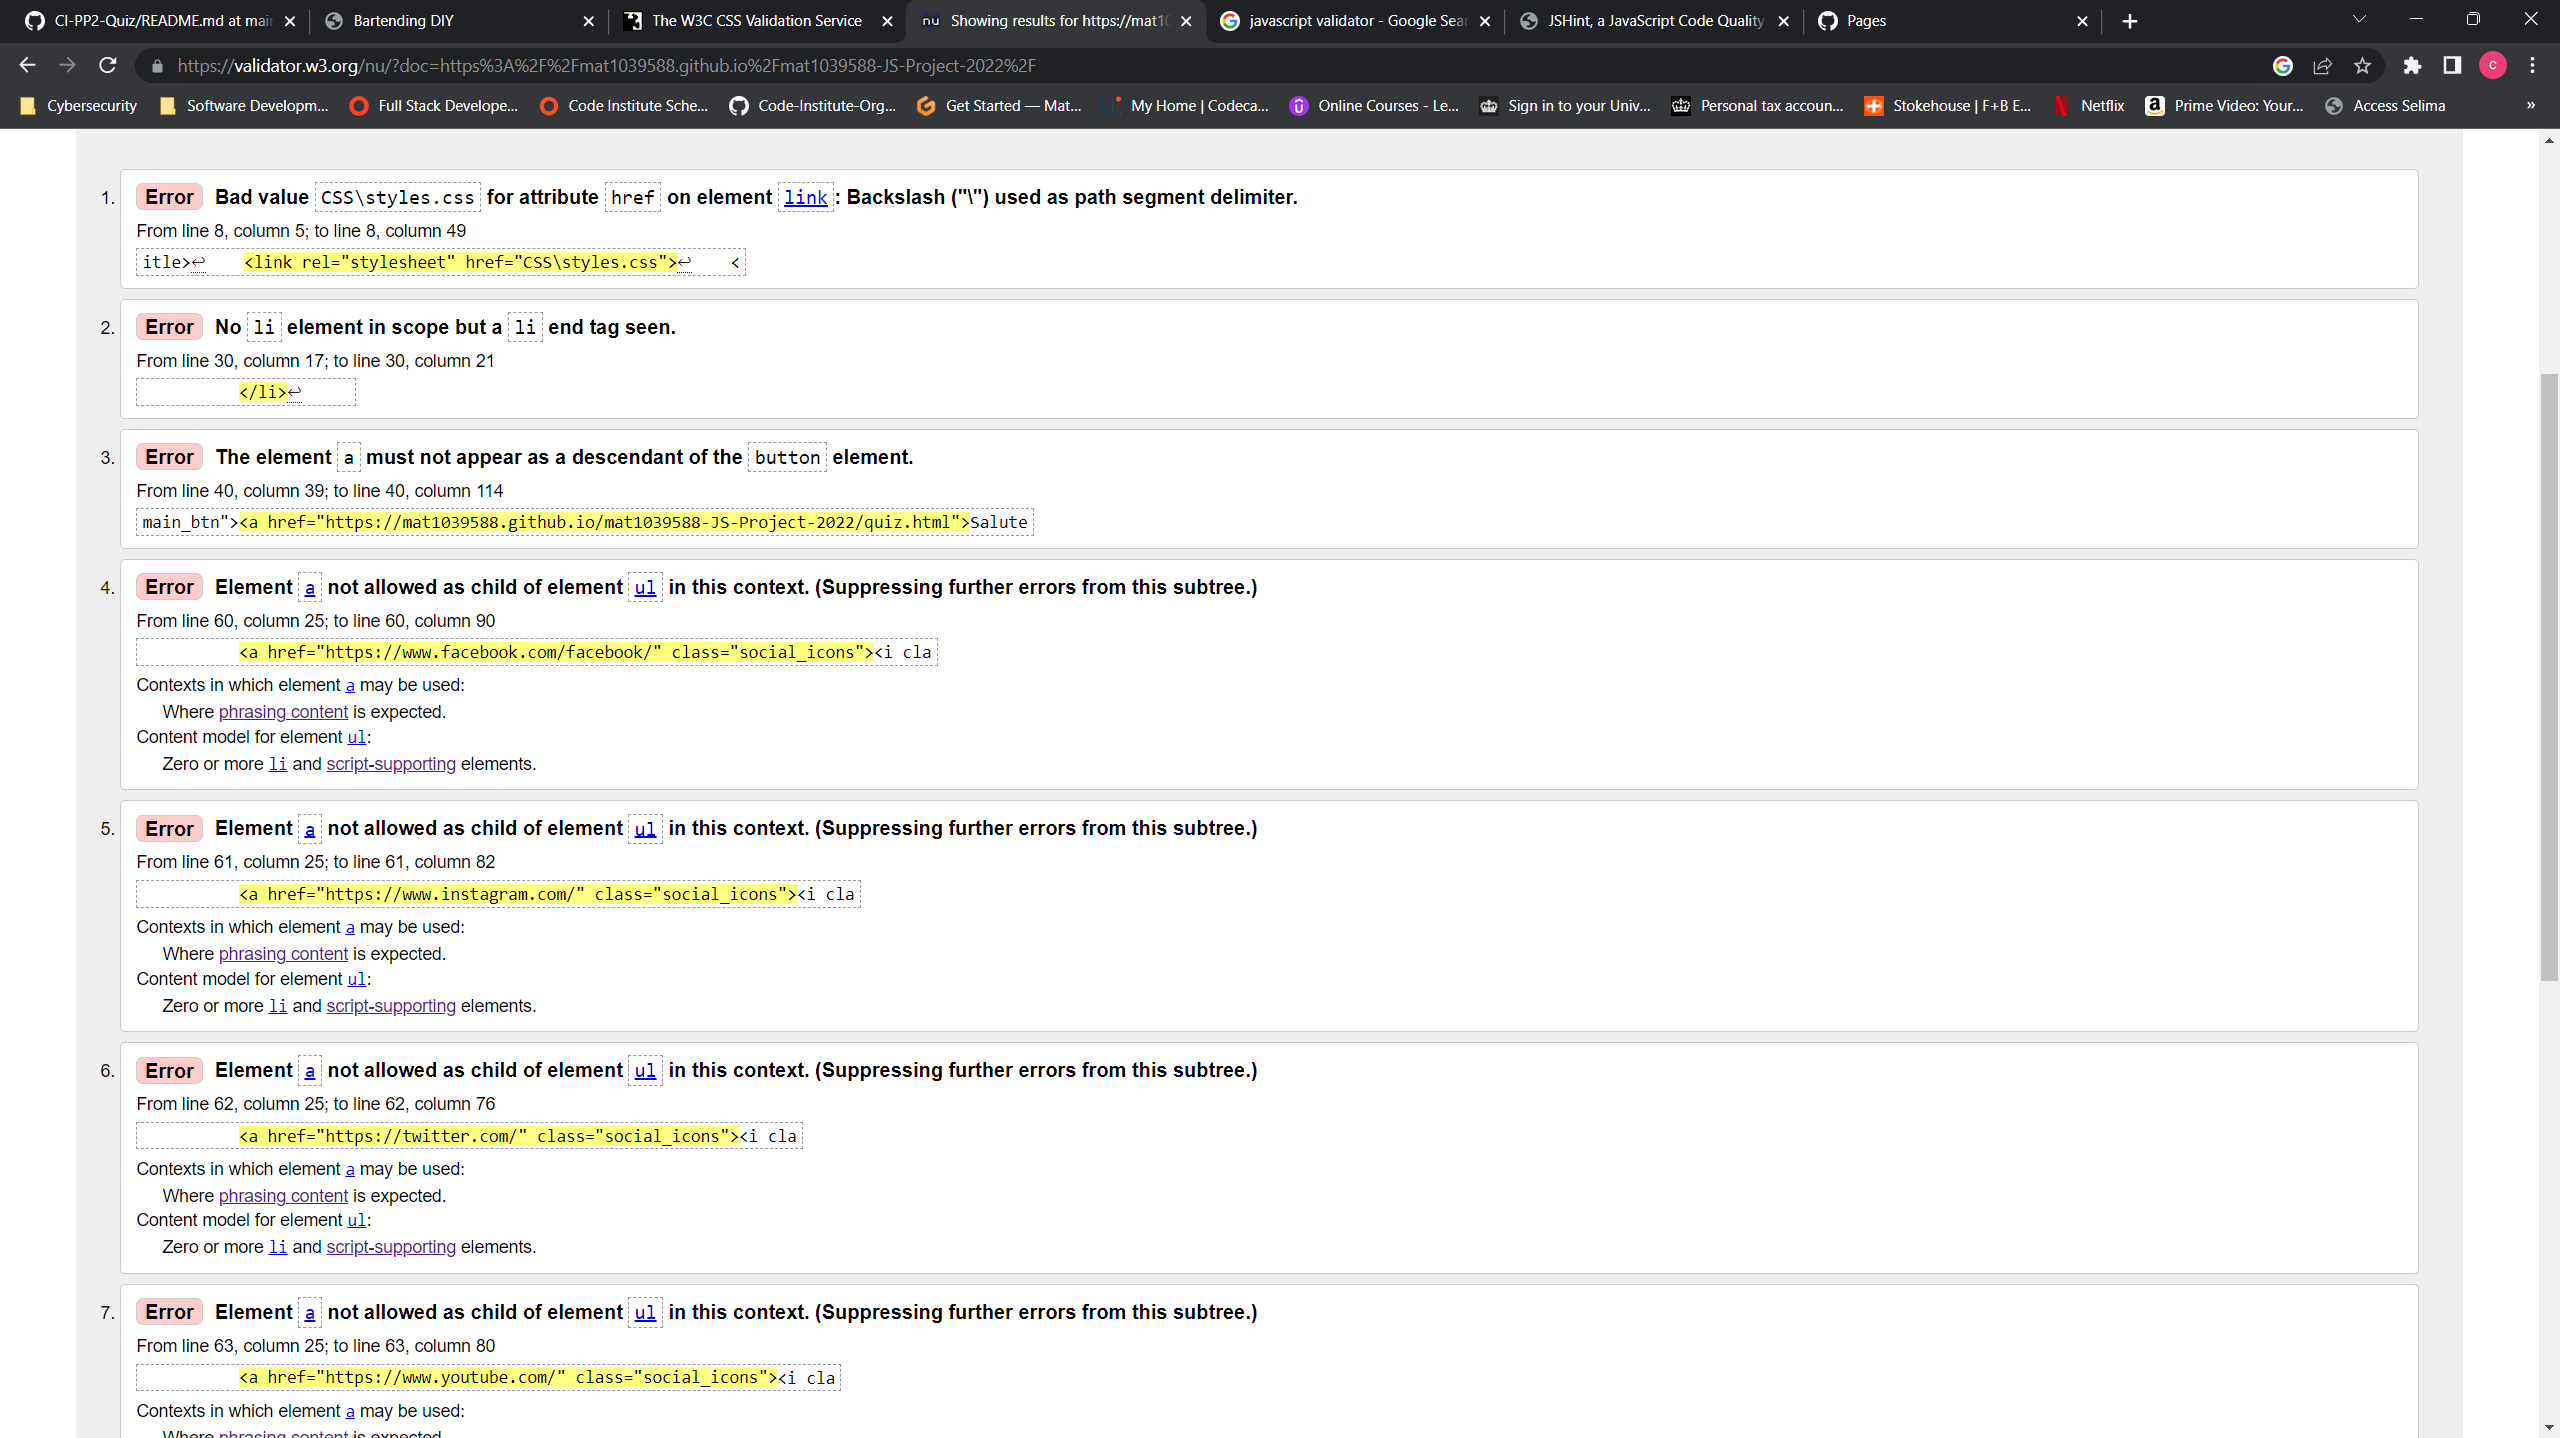 CI-PP2-Quiz/README.md at mai
Bartending DIY
The W3C CSS Validation Service
nu Showing results for https://mat10
javascript validator - Google Sear
JSHint, a JavaScript Code Quality
Pages
https://validator.w3.org/nu/?doc=https%3A%2F%2Fmat1039588.github.io%2Fmat1039588-JS-Project-2022%2F
C
Cybersecurity
Software Developm...
Full Stack Develope...
Code Institute Sche...
Code-Institute-Org...
Get Started — Mat...
My Home | Codeca...
Online Courses - Le...
Sign in to your Univ...
Personal tax accoun...
Stokehouse | F+B E...
Netflix
Prime Video: Your...
Access Selima
»
1. Error Bad value CSS\styles.css for attribute href on element link: Backslash ("\") used as path segment delimiter.
From line 8, column 5; to line 8, column 49
itle>↩ <link rel="stylesheet" href="CSS\styles.css">↩ <
2. Error No li element in scope but a li end tag seen.
From line 30, column 17; to line 30, column 21
</li>↩
3. Error The element a must not appear as a descendant of the button element.
From line 40, column 39; to line 40, column 114
main_btn"><a href="https://mat1039588.github.io/mat1039588-JS-Project-2022/quiz.html">Salute
4. Error Element a not allowed as child of element ul in this context. (Suppressing further errors from this subtree.)
From line 60, column 25; to line 60, column 90
<a href="https://www.facebook.com/facebook/" class="social_icons"><i cla
Contexts in which element a may be used:
Where phrasing content is expected.
Content model for element ul:
Zero or more li and script-supporting elements.
5. Error Element a not allowed as child of element ul in this context. (Suppressing further errors from this subtree.)
From line 61, column 25; to line 61, column 82
<a href="https://www.instagram.com/" class="social_icons"><i cla
Contexts in which element a may be used:
Where phrasing content is expected.
Content model for element ul:
Zero or more li and script-supporting elements.
6. Error Element a not allowed as child of element ul in this context. (Suppressing further errors from this subtree.)
From line 62, column 25; to line 62, column 76
<a href="https://twitter.com/" class="social_icons"><i cla
Contexts in which element a may be used:
Where phrasing content is expected.
Content model for element ul:
Zero or more li and script-supporting elements.
7. Error Element a not allowed as child of element ul in this context. (Suppressing further errors from this subtree.)
From line 63, column 25; to line 63, column 80
<a href="https://www.youtube.com/" class="social_icons"><i cla
Contexts in which element a may be used:
Where phrasing content is expected.